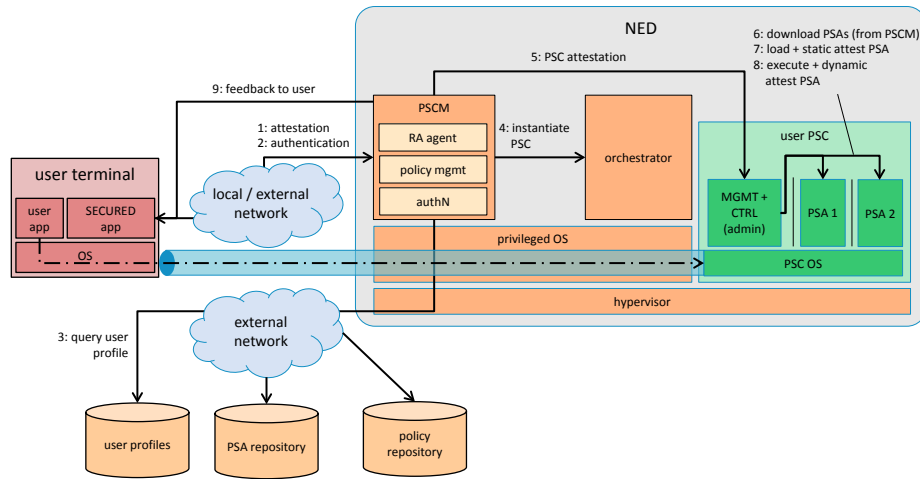 NED
6: download PSAs (from PSCM)
7: load + static attest PSA
8: execute + dynamic
attest PSA
5: PSC attestation
9: feedback to user
PSCM
RA agent
policy mgmt
authN
1: attestation
2: authentication
4: instantiate
PSC
orchestrator
user PSC
MGMT +
CTRL
(admin)
PSA 1
PSA 2
PSC OS
user terminal
user
app
SECURED
app
OS
local / external
network
privileged OS
hypervisor
external
network
3: query user
profile
user profiles
PSA repository
policy
repository